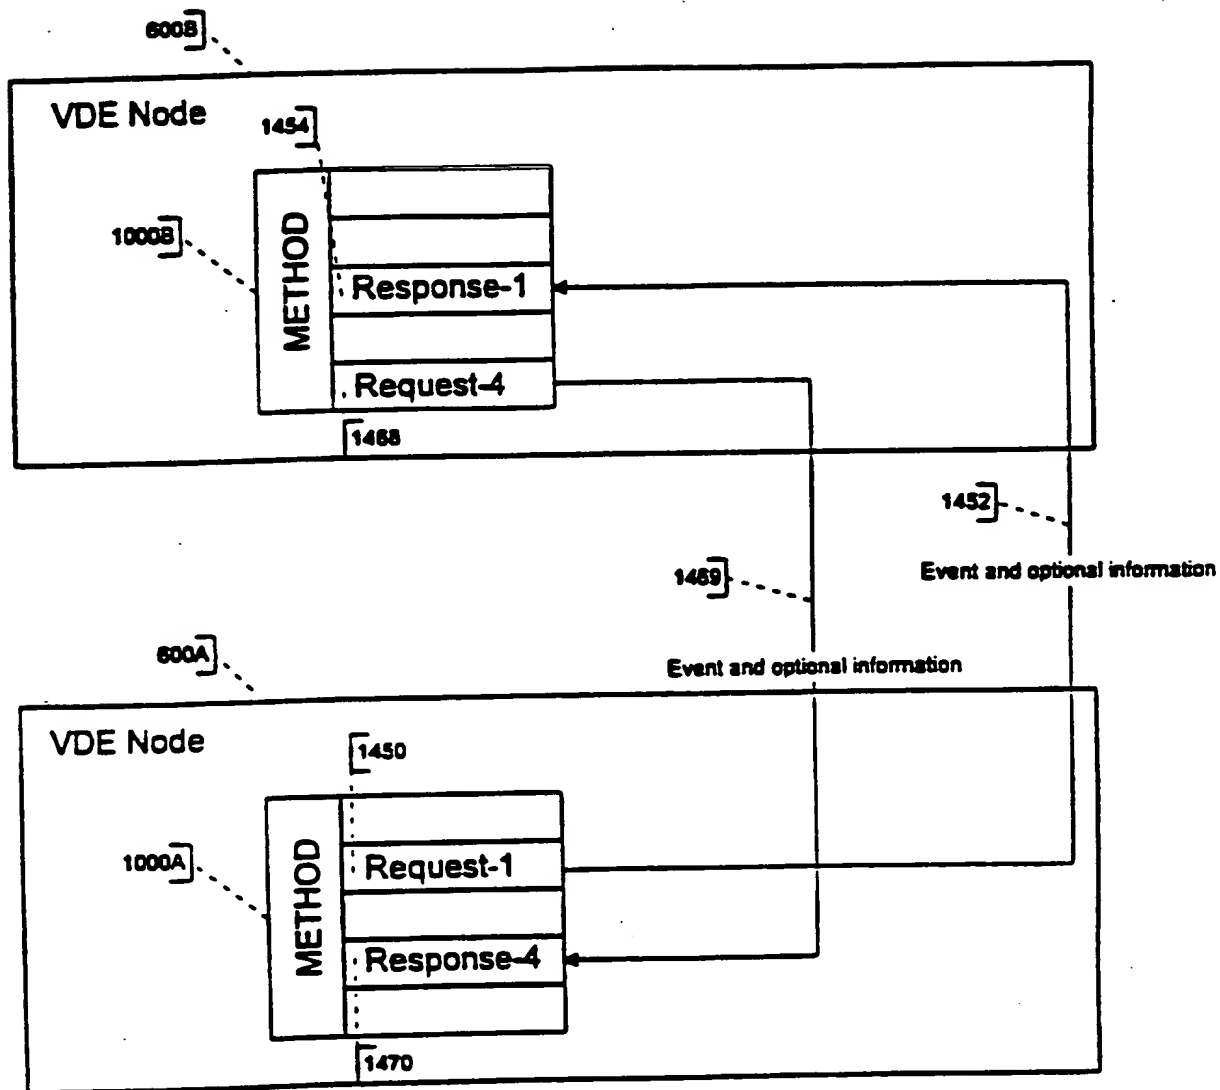 600B
VDE Node
1454
1000B
METHOD
Response-1
Request-4
1468
1452
Event and optional information
1469
600A
Event and optional information
VDE Node
1450
1000A
METHOD
Request-1
Response-4
1470